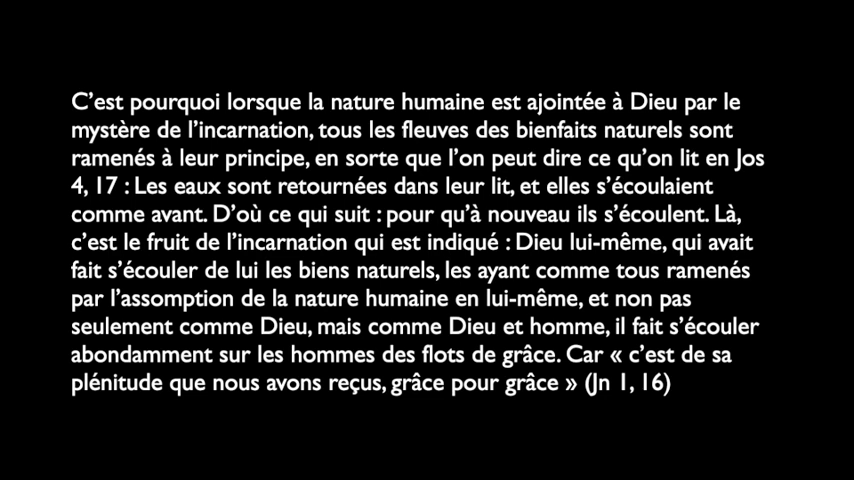 C’est pourquoi lorsque la nature humaine est ajointée à Dieu par le
mystère de l’incarnation, tous les fleuves des bienfaits naturels sont
ramenés à leur principe, en sorte que l’on peut dire ce qu’on lit en Jos
4, 17 : Les eaux sont retournées dans leur lit, et elles s’écoulaient
comme avant. D’où ce qui suit : pour qu’à nouveau ils s’écoulent. Là,
c’est le fruit de l’incarnation qui est indiqué : Dieu lui-même, qui avait
fait s’écouler de lui les biens naturels, les ayant comme tous ramenés
par l’assomption de la nature humaine en lui-même, et non pas
seulement comme Dieu, mais comme Dieu et homme, il fait s’écouler
abondamment sur les hommes des flots de grâce. Car « c’est de sa
plénitude que nous avons reçus, grâce pour grâce » (Jn 1, 16)